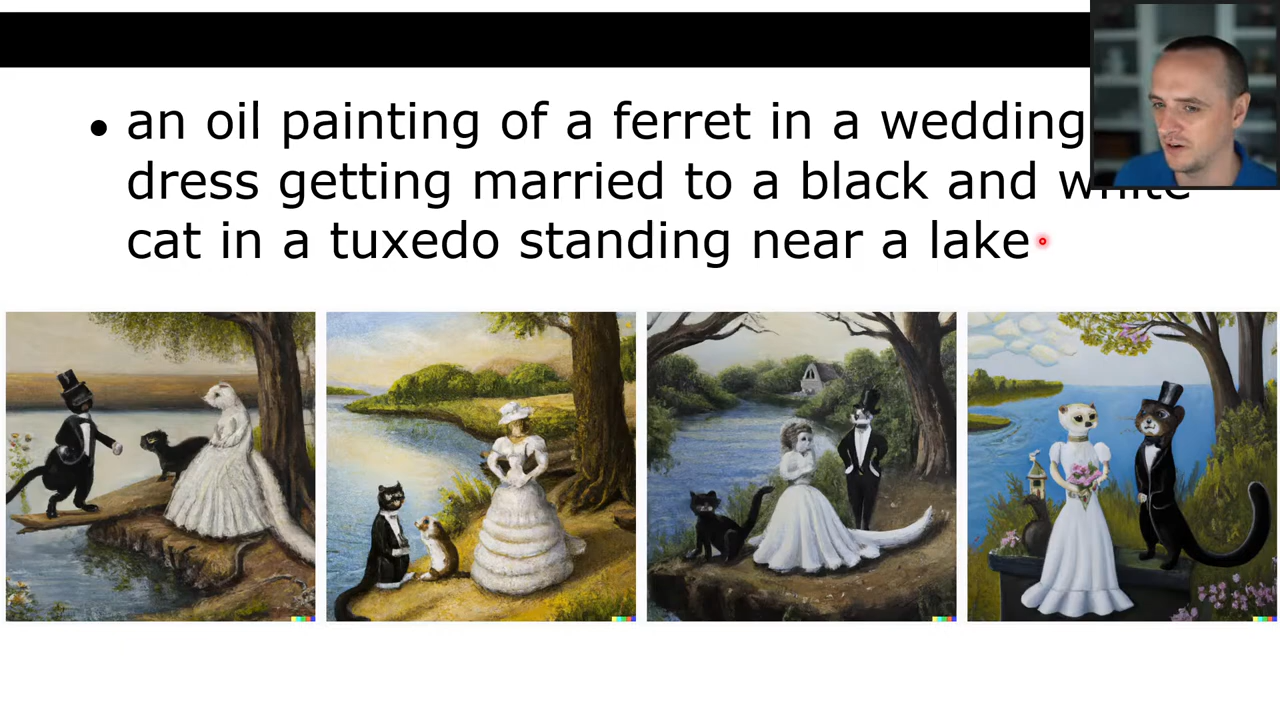 an oil painting of a ferret in a wedding
dress getting married to a black and white
cat in a tuxedo standing near a lake